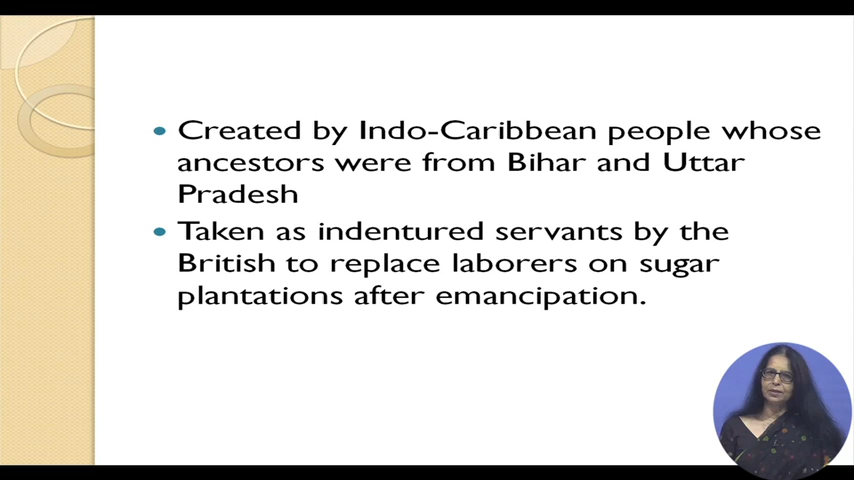 • Created by Indo-Caribbean people whose
ancestors were from Bihar and Uttar
Pradesh
• Taken as indentured servants by the
British to replace laborers on sugar
plantations after emancipation.